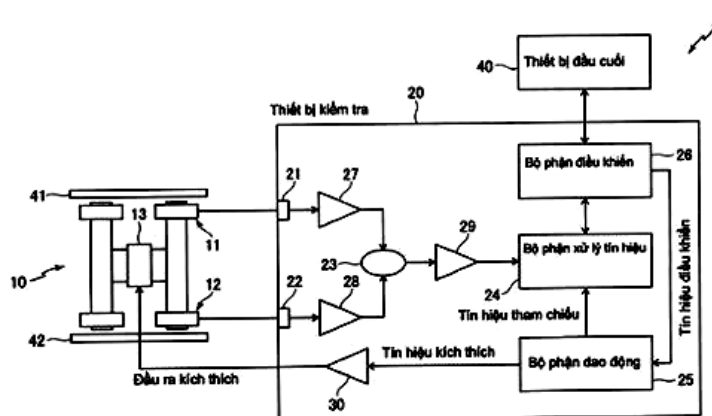 40
Thiết bị đầu cuối
Thiết bị kiểm tra
20
Bộ phận điều khiển
26
41
13
21
27
29
11
23
Bộ phận xử lý tín hiệu
24
Tín hiệu điều khiển
10
12
22
28
Tín hiệu tham chiếu
42
Tín hiệu kích thích
Đầu ra kích thích
30
Bộ phận dao động
25